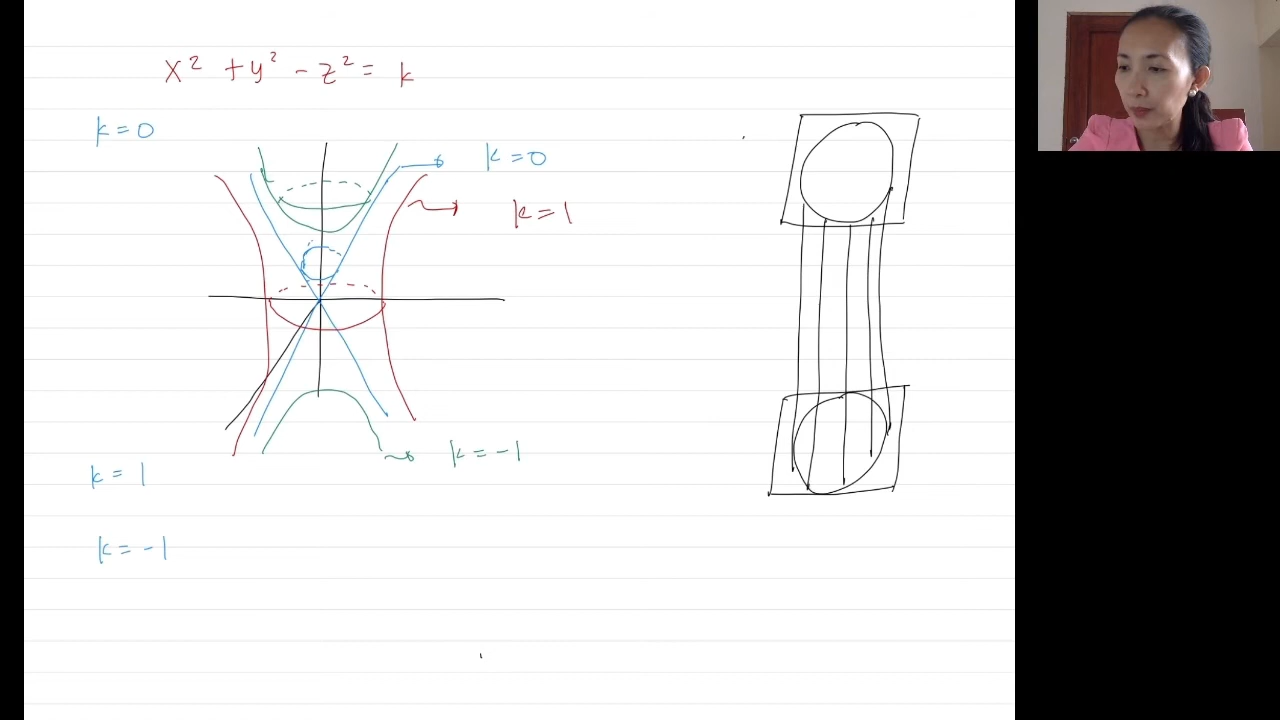 x² + y² - z² = k
k = 0
k = 0
k = 1
k = -1
k = 1
k = -1